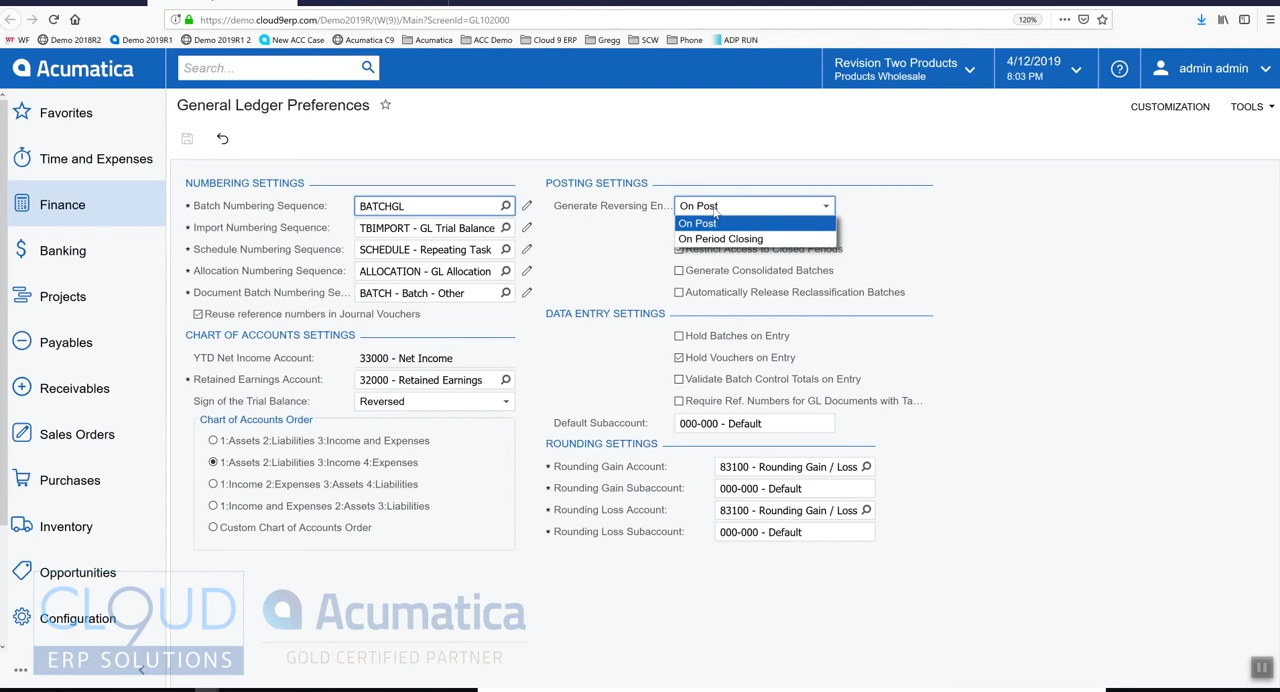 https://demo.cloud9erp.com/Demo2019R/(W(9))/Main?ScreenId=GL102000
120%
WF WF
Demo 2018R2
Demo 2019R1
Demo 2019R1 2
New ACC Case
Acumatica C9
Acumatica
ACC Demo
Cloud 9 ERP
Gregg
SCW
Phone
ADP RUN
Acumatica
Search...
Revision Two Products
Products Wholesale
4/12/2019
8:03 PM
?
admin admin
Favorites
Time and Expenses
Finance
Banking
Projects
Payables
Receivables
Sales Orders
Purchases
Inventory
Opportunities
Configuration
General Ledger Preferences
CUSTOMIZATION
TOOLS
NUMBERING SETTINGS
* Batch Numbering Sequence: BATCHGL
* Import Numbering Sequence: TBIMPORT - GL Trial Balance
* Schedule Numbering Sequence: SCHEDULE - Repeating Task
* Allocation Numbering Sequence: ALLOCATION - GL Allocation
* Document Batch Numbering Se... BATCH - Batch - Other
Reuse reference numbers in Journal Vouchers
CHART OF ACCOUNTS SETTINGS
YTD Net Income Account: 33000 - Net Income
* Retained Earnings Account: 32000 - Retained Earnings
Sign of the Trial Balance: Reversed
Chart of Accounts Order
1:Assets 2:Liabilities 3:Income and Expenses
1:Assets 2:Liabilities 3:Income 4:Expenses
1:Income 2:Expenses 3:Assets 4:Liabilities
1:Income and Expenses 2:Assets 3:Liabilities
Custom Chart of Accounts Order
POSTING SETTINGS
Generate Reversing En... On Post
On Post
On Period Closing
Restrict Access to Closed Periods
Generate Consolidated Batches
Automatically Release Reclassification Batches
DATA ENTRY SETTINGS
Hold Batches on Entry
Hold Vouchers on Entry
Validate Batch Control Totals on Entry
Require Ref. Numbers for GL Documents with Ta...
Default Subaccount: 000-000 - Default
ROUNDING SETTINGS
* Rounding Gain Account: 83100 - Rounding Gain / Loss
* Rounding Gain Subaccount: 000-000 - Default
* Rounding Loss Account: 83100 - Rounding Gain / Loss
* Rounding Loss Subaccount: 000-000 - Default
CLOUD9
ERP SOLUTIONS
Acumatica
GOLD CERTIFIED PARTNER